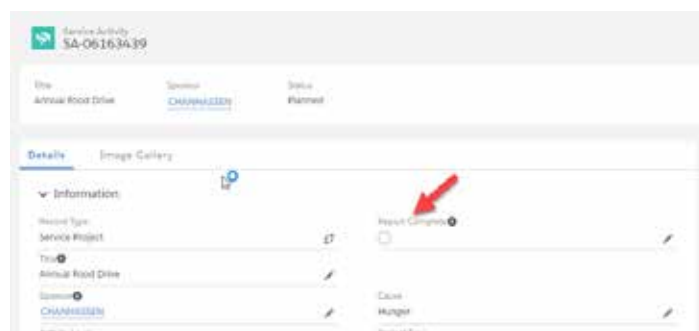 Service Activity
SA-06163439
Title Sponsor Status
Annual Food Drive CHANHASSEN Planned
Details Image Gallery
Information
Record Type Report Complete
Service Project
Title
Annual Food Drive
Sponsor Cause
CHANHASSEN Hunger